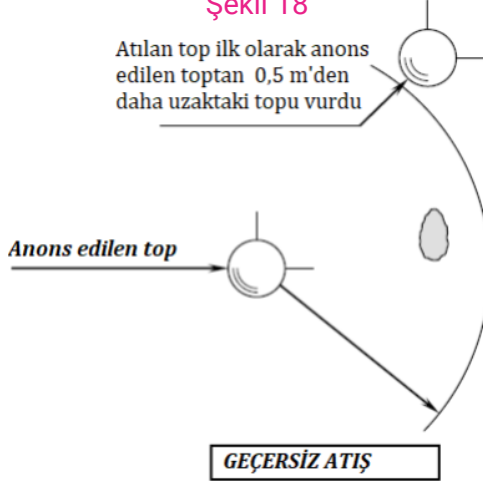 Şekil 18
Atılan top ilk olarak anons
edilen toptan 0,5 m'den
daha uzaktaki topu vurdu
Anons edilen top
GEÇERSİZ ATIŞ